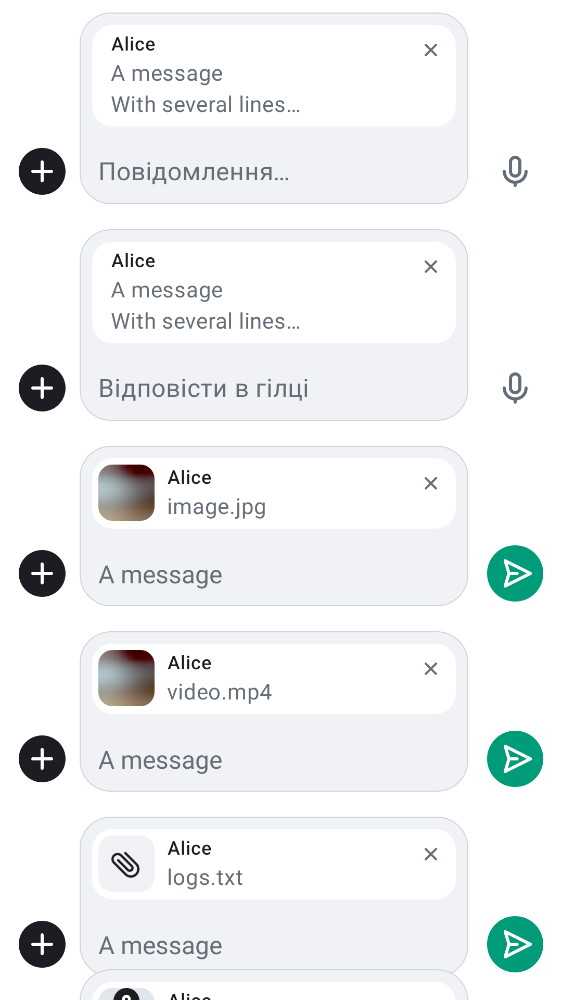 Alice
A message
With several lines…
Повідомлення…
Alice
A message
With several lines…
Відповісти в гілці
Alice
image.jpg
A message
Alice
video.mp4
A message
Alice
logs.txt
A message
Alice